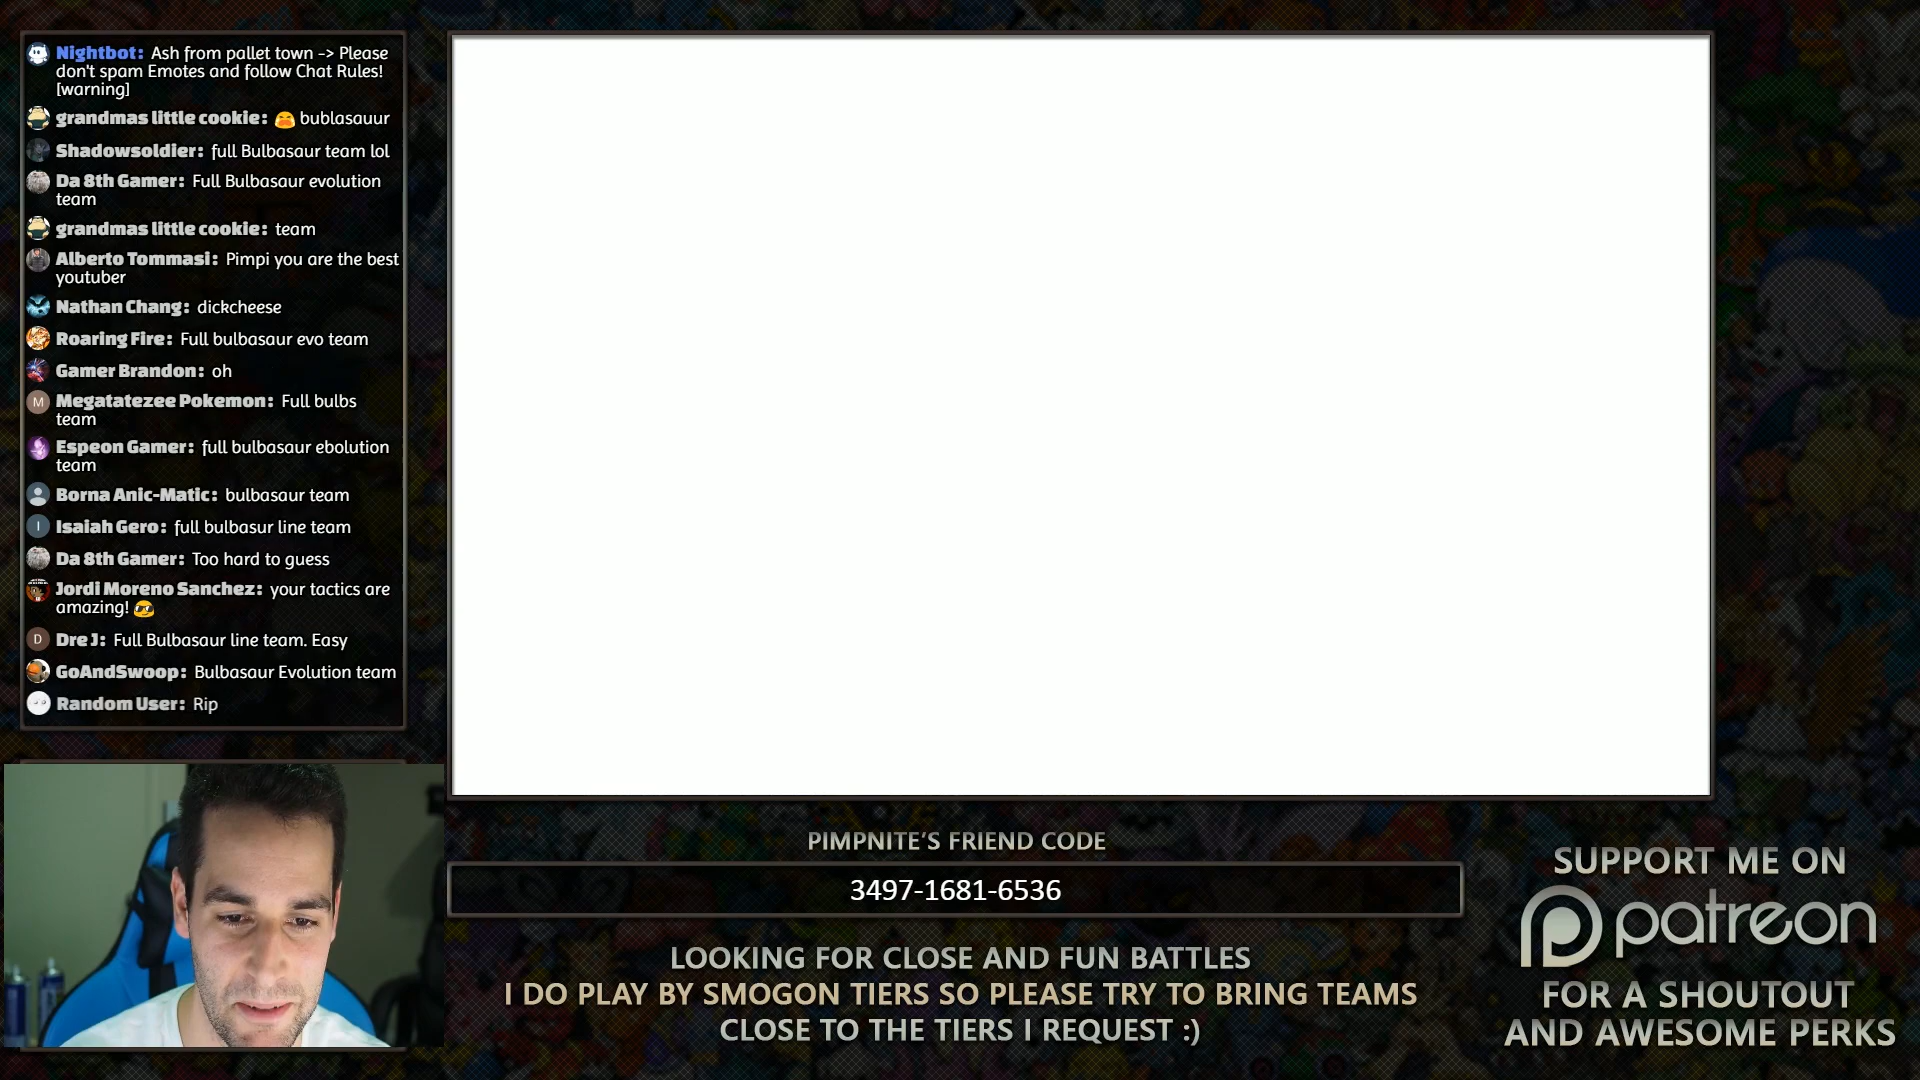 Nightbot: Ash from pallet town -> Please
don't spam Emotes and follow Chat Rules!
[warning]
grandmas little cookie: bublasauur
Shadowsoldier: full Bulbasaur team lol
Da 8th Gamer: Full Bulbasaur evolution
team
grandmas little cookie: team
Alberto Tommasi: Pimpi you are the best
youtuber
Nathan Chang: dickcheese
Roaring Fire: Full bulbasaur evo team
Gamer Brandon: oh
M Megatatezee Pokemon: Full bulbs
team
Espeon Gamer: full bulbasaur ebolution
team
Borna Anic-Matic: bulbasaur team
I Isaiah Gero: full bulbasur line team
Da 8th Gamer: Too hard to guess
Jordi Moreno Sanchez: your tactics are
amazing! 😎
D Dre J: Full Bulbasaur line team. Easy
GoAndSwoop: Bulbasaur Evolution team
Random User: Rip
PIMPNITE'S FRIEND CODE
3497-1681-6536
LOOKING FOR CLOSE AND FUN BATTLES
I DO PLAY BY SMOGON TIERS SO PLEASE TRY TO BRING TEAMS
CLOSE TO THE TIERS I REQUEST :)
SUPPORT ME ON
patreon
FOR A SHOUTOUT
AND AWESOME PERKS